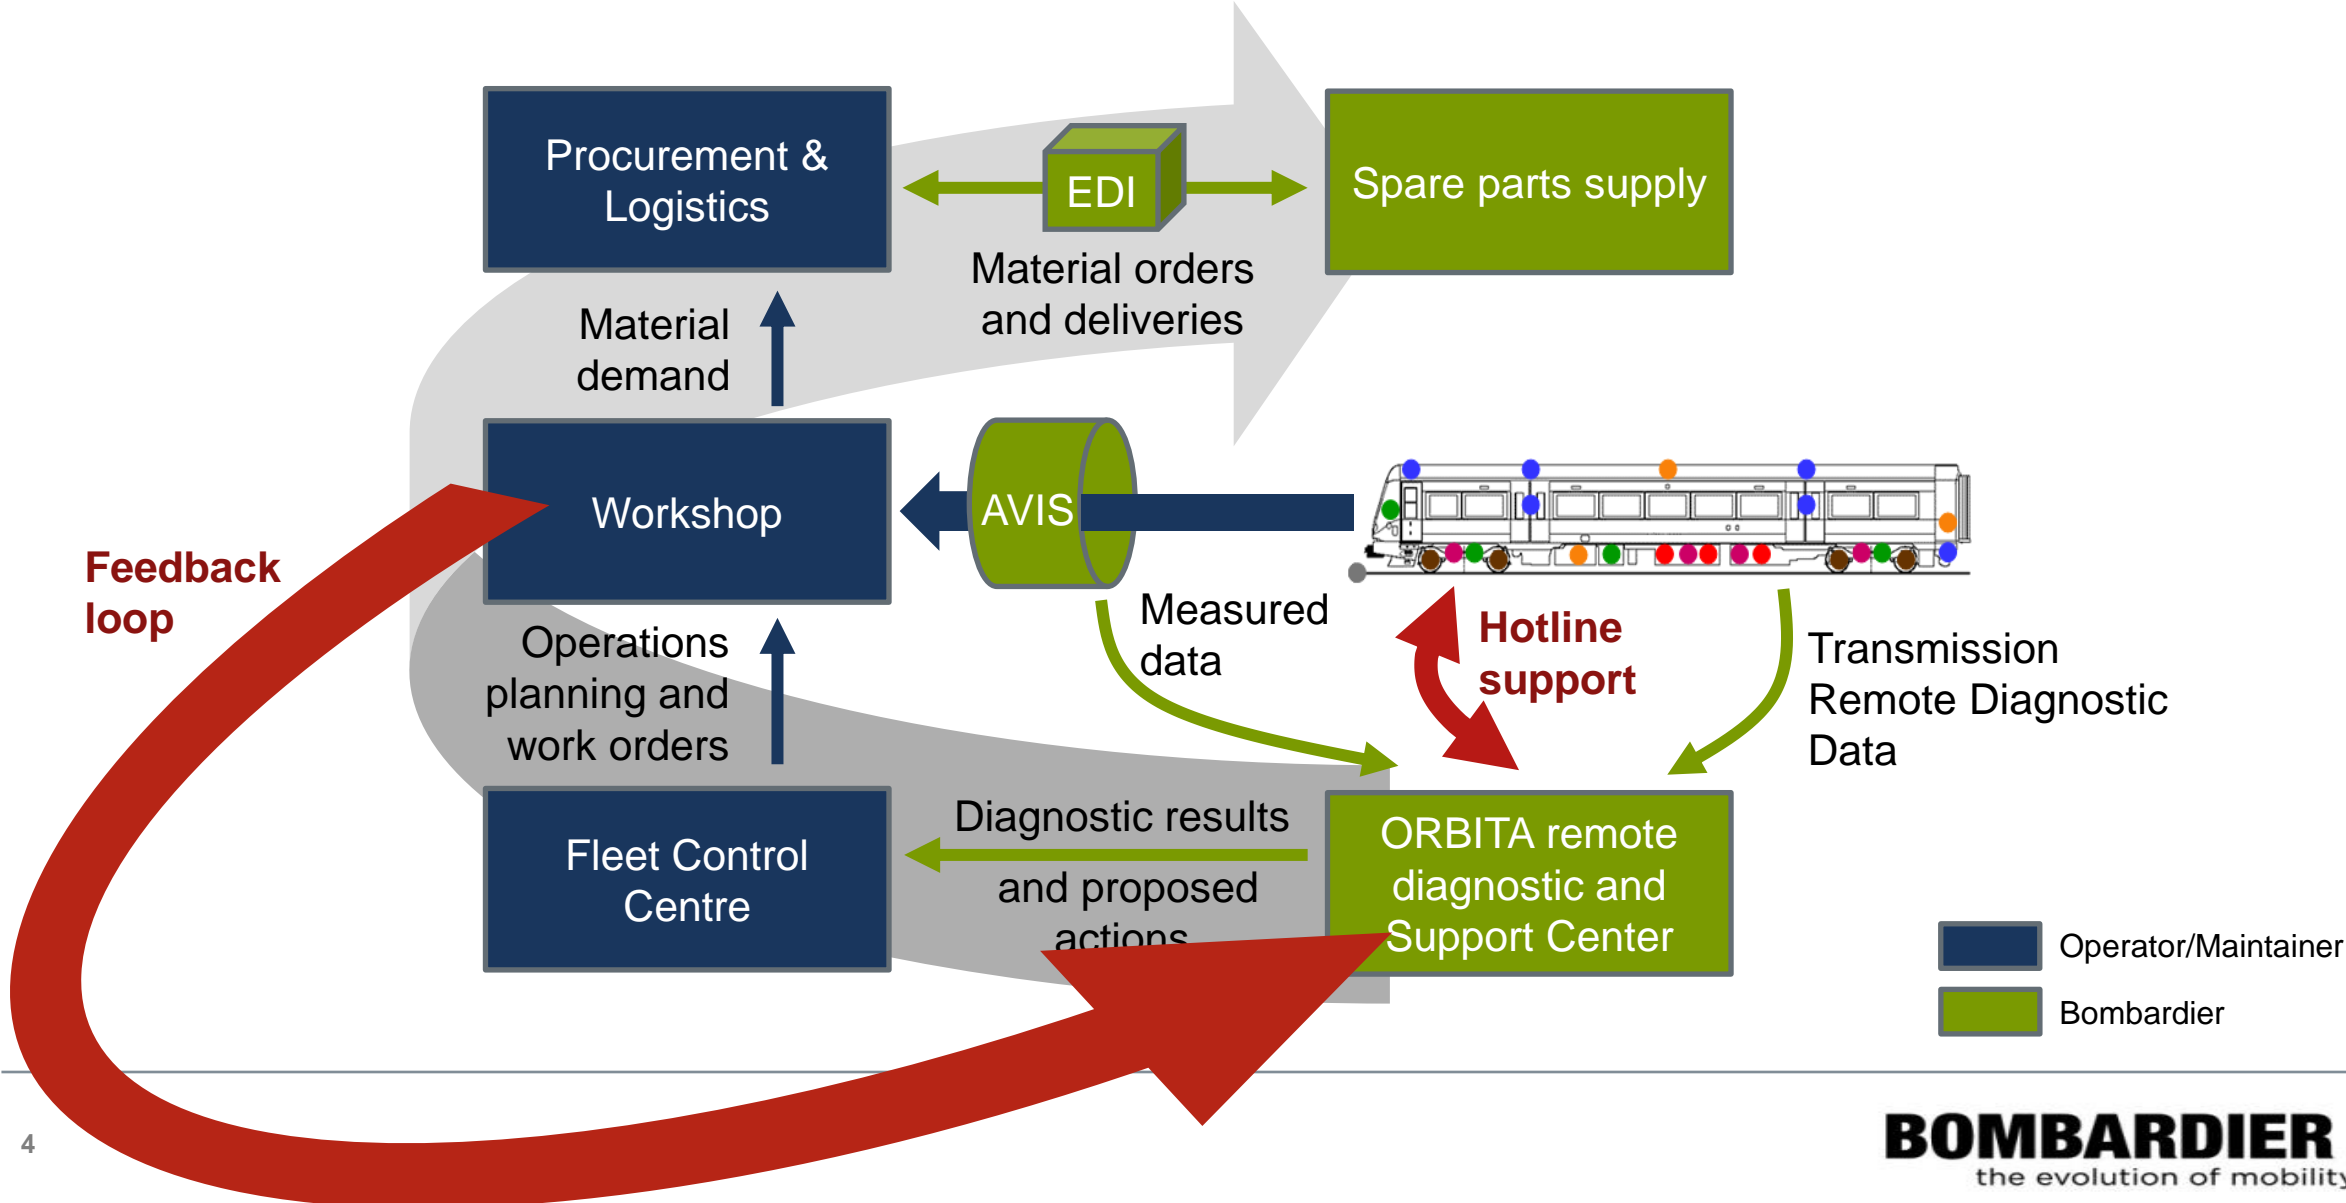 Procurement &
Logistics
EDI
Spare parts supply
Material orders
and deliveries
Material
demand
Workshop
AVIS
Feedback
loop
Measured
data
Hotline
support
Transmission
Remote Diagnostic
Data
Operations
planning and
work orders
Fleet Control
Centre
Diagnostic results
and proposed
actions
ORBITA remote
diagnostic and
Support Center
Operator/Maintainer
Bombardier
4
BOMBARDIER
the evolution of mobility